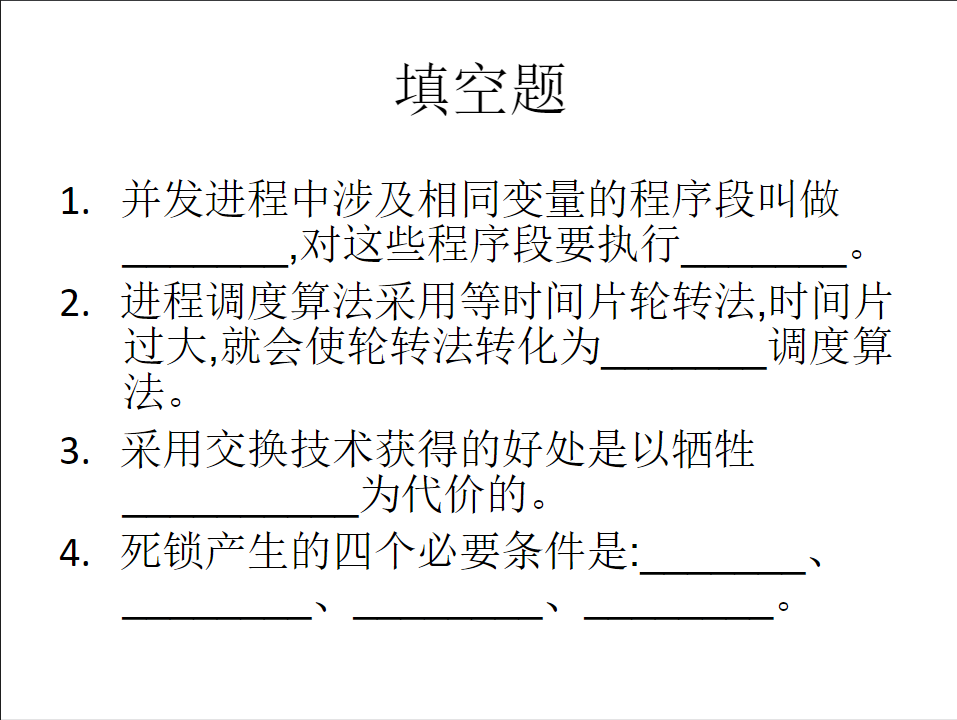 填空题
1. 并发进程中涉及相同变量的程序段叫做
_______,对这些程序段要执行_______。
2. 进程调度算法采用等时间片轮转法,时间片
过大,就会使轮转法转化为_______调度算
法。
3. 采用交换技术获得的好处是以牺牲
__________为代价的。
4. 死锁产生的四个必要条件是:_______、
________、________、________。